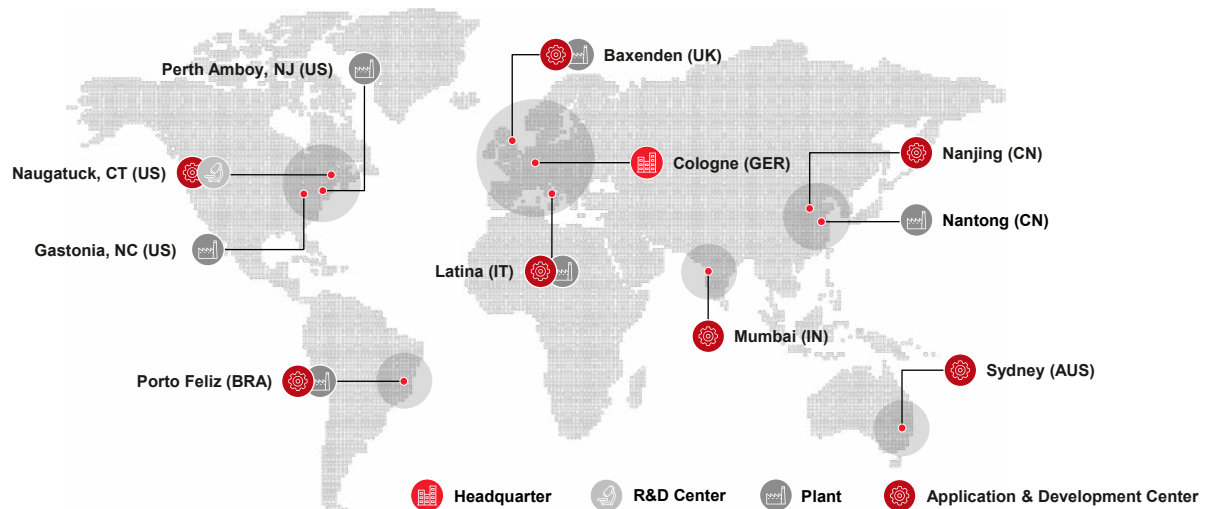 Perth Amboy, NJ (US)
Baxenden (UK)
Naugatuck, CT (US)
Cologne (GER)
Nanjing (CN)
Gastonia, NC (US)
Nantong (CN)
Latina (IT)
Mumbai (IN)
Porto Feliz (BRA)
Sydney (AUS)
Headquarter
R&D Center
Plant
Application & Development Center